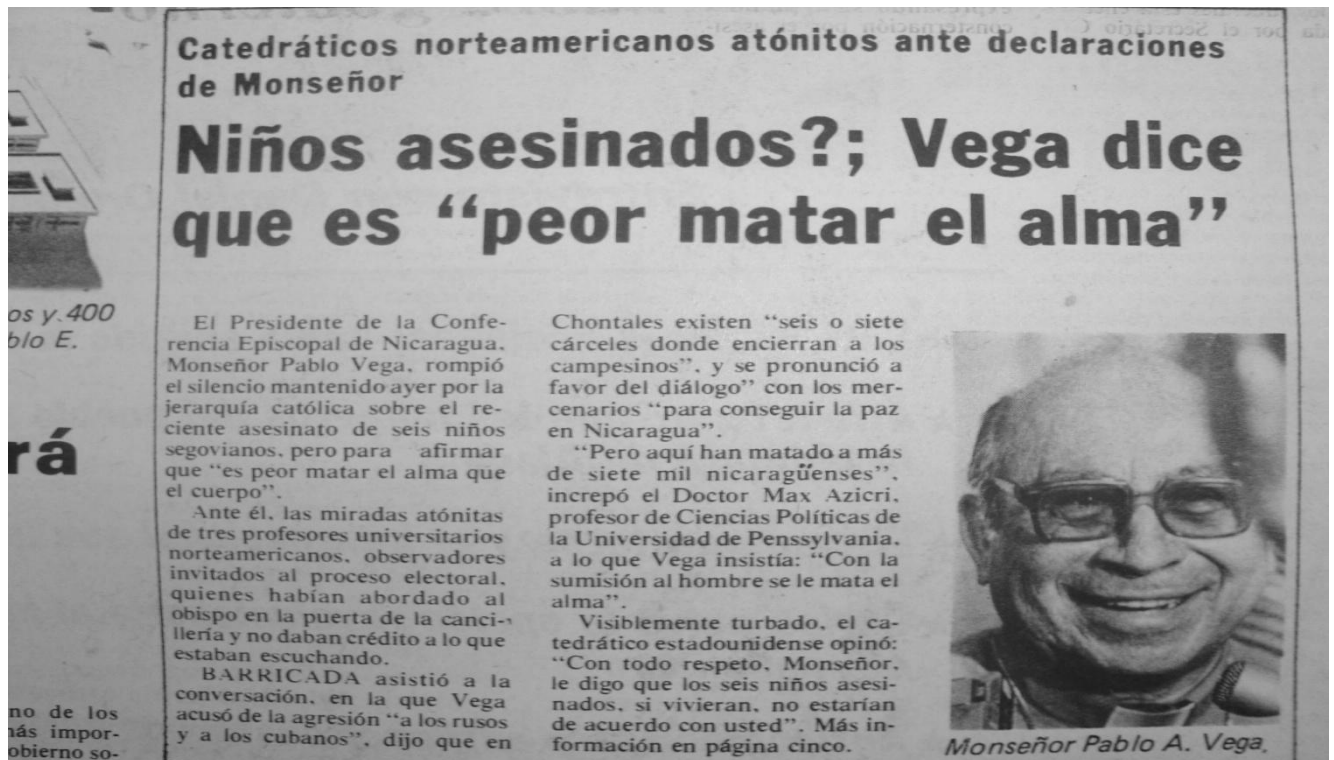 Catedráticos norteamericanos atónitos ante declaraciones
de Monseñor
Niños asesinados?; Vega dice
que es “peor matar el alma”
os y 400
blo E.
rá
no de los
más impor-
obierno so-
El Presidente de la Confe-
rencia Episcopal de Nicaragua,
Monseñor Pablo Vega, rompió
el silencio mantenido ayer por la
jerarquía católica sobre el re-
ciente asesinato de seis niños
segovianos, pero para afirmar
que “es peor matar el alma que
el cuerpo”.
Ante él, las miradas atónitas
de tres profesores universitarios
norteamericanos, observadores
invitados al proceso electoral,
quienes habían abordado al
obispo en la puerta de la canci-
llería y no daban crédito a lo que
estaban escuchando.
BARRICADA asistió a la
conversación, en la que Vega
acusó de la agresión “a los rusos
y a los cubanos”, dijo que en
Chontales existen “seis o siete
cárceles donde encierran a los
campesinos”, y se pronunció a
favor del diálogo” con los mer-
cenarios “para conseguir la paz
en Nicaragua”.
“Pero aquí han matado a más
de siete mil nicaragüenses”,
increpó el Doctor Max Azicri,
profesor de Ciencias Políticas de
la Universidad de Penssylvania,
a lo que Vega insistía: “Con la
sumisión al hombre se le mata el
alma”.
Visiblemente turbado, el ca-
tedrático estadounidense opinó:
“Con todo respeto, Monseñor,
le digo que los seis niños asesi-
nados, si vivieran, no estarían
de acuerdo con usted”. Más in-
formación en página cinco.
Monseñor Pablo A. Vega.